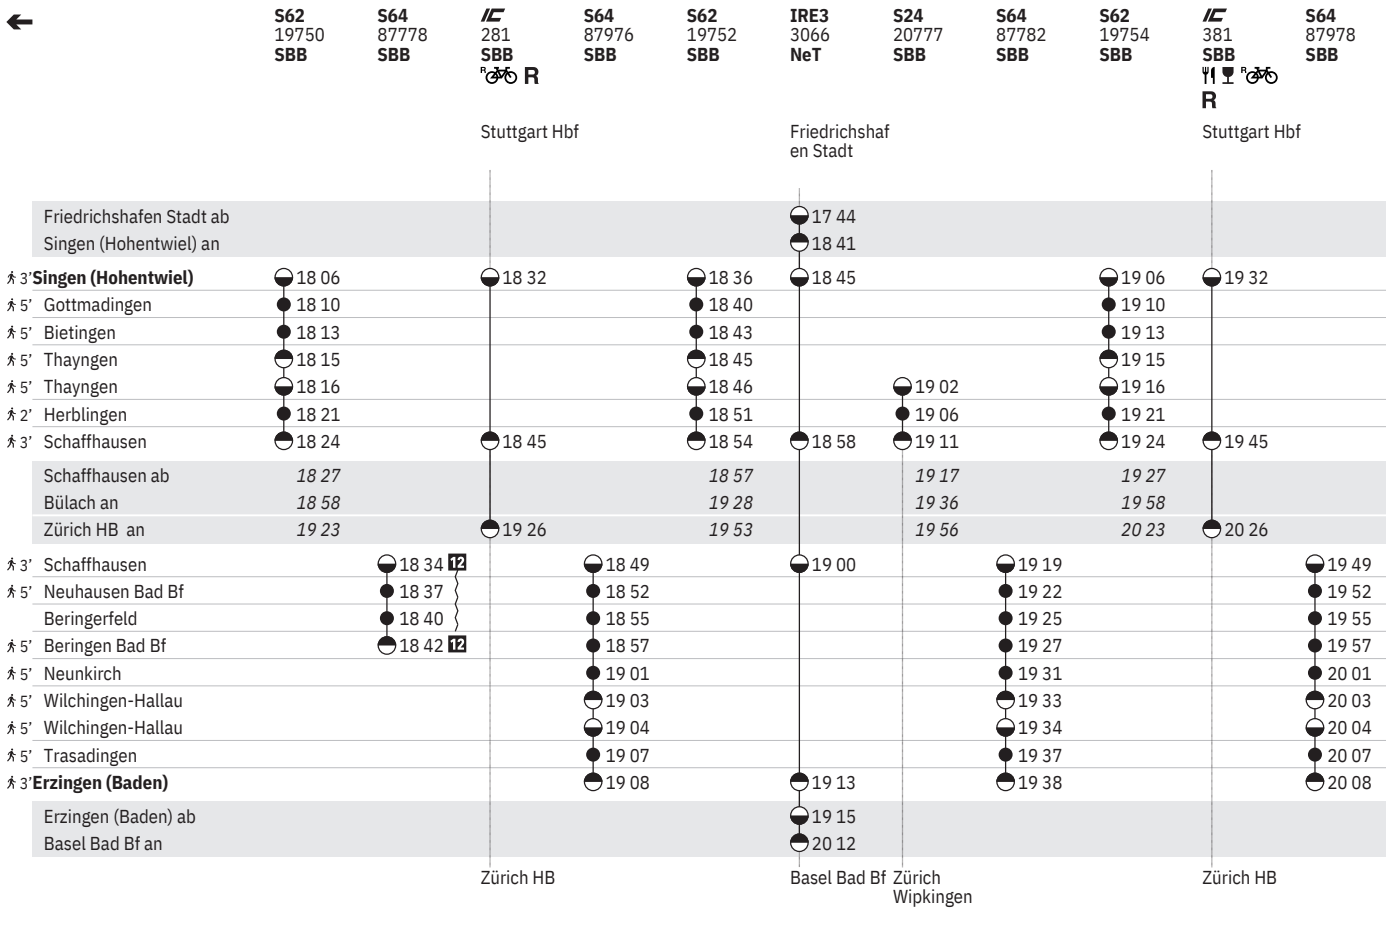 S62 S64 IC S64 S62 IRE3 S24 S64 S62 IC S64
19750 87778 281 87976 19752 3066 20777 87782 19754 381 87978
SBB SBB SBB SBB SBB NeT SBB SBB SBB SBB SBB
R R R
R
Stuttgart Hbf Friedrichshaf Stuttgart Hbf
en Stadt
Friedrichshafen Stadt ab 17 44
Singen (Hohentwiel) an 18 41
3’ Singen (Hohentwiel) 18 06 18 32 18 36 18 45 19 06 19 32
5’ Gottmadingen 18 10 18 40 19 10
5’ Bietingen 18 13 18 43 19 13
5’ Thayngen 18 15 18 45 19 15
5’ Thayngen 18 16 18 46 19 02 19 16
2’ Herblingen 18 21 18 51 19 06 19 21
3’ Schaffhausen 18 24 18 45 18 54 18 58 19 11 19 24 19 45
Schaffhausen ab 18 27 18 57 19 17 19 27
Bülach an 18 58 19 28 19 36 19 58
Zürich HB an 19 23 19 26 19 53 19 56 20 23 20 26
3’ Schaffhausen 18 34 12 18 49 19 00 19 19 19 49
5’ Neuhausen Bad Bf 18 37 18 52 19 22 19 52
Beringerfeld 18 40 18 55 19 25 19 55
5’ Beringen Bad Bf 18 42 12 18 57 19 27 19 57
5’ Neunkirch 19 01 19 31 20 01
5’ Wilchingen-Hallau 19 03 19 33 20 03
5’ Wilchingen-Hallau 19 04 19 34 20 04
5’ Trasadingen 19 07 19 37 20 07
3’ Erzingen (Baden) 19 08 19 13 19 38 20 08
Erzingen (Baden) ab 19 15
Basel Bad Bf an 20 12
Zürich HB Basel Bad Bf Zürich Zürich HB
Wipkingen